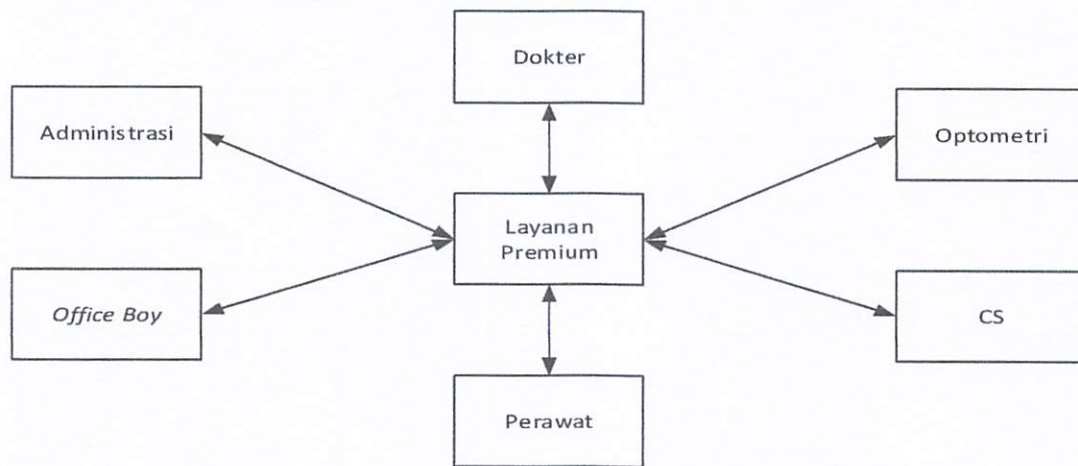 Dokter
Administrasi
Optometri
Layanan
Premium
Office Boy
CS
Perawat